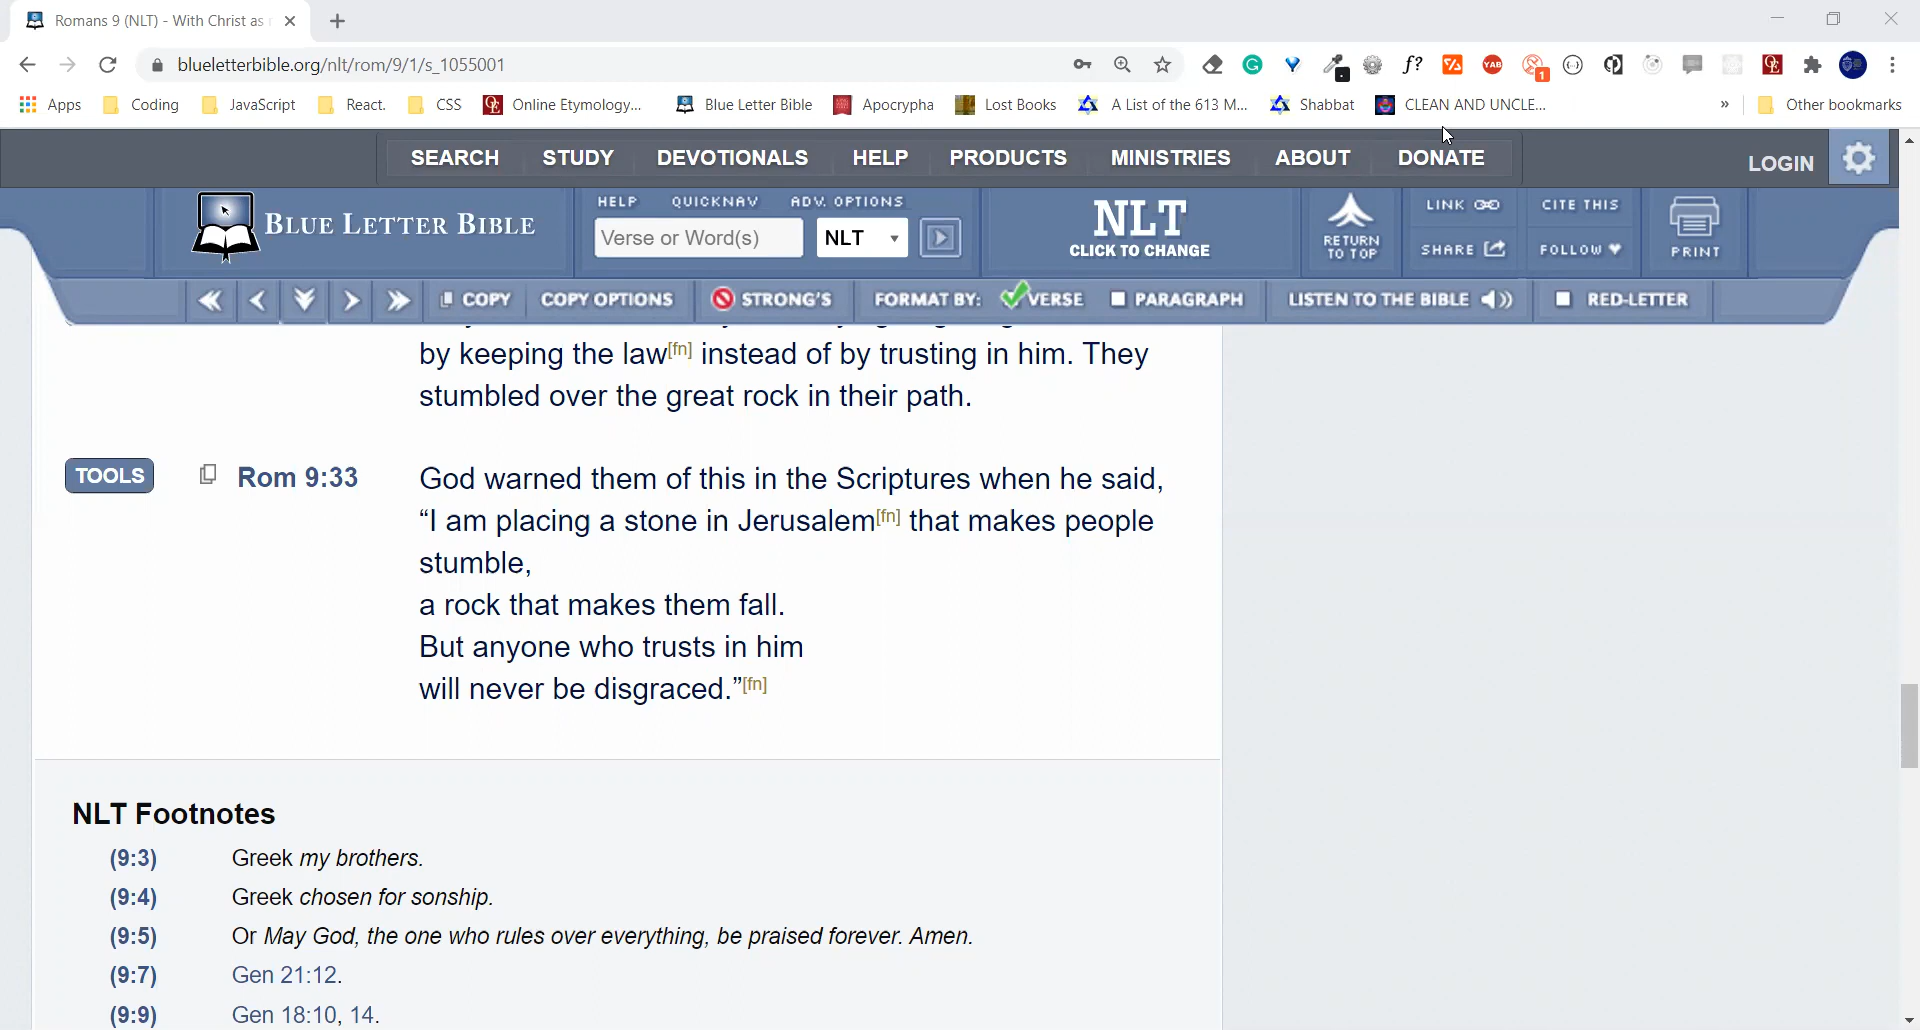 Romans 9 (NLT) - With Christ as
blueletterbible.org/nlt/rom/9/1/s_1055001
Apps Coding JavaScript React. CSS Online Etymology... Blue Letter Bible Apocrypha Lost Books A List of the 613 M... Shabbat CLEAN AND UNCLE... » Other bookmarks
SEARCH STUDY DEVOTIONALS HELP PRODUCTS MINISTRIES ABOUT DONATE LOGIN
HELP QUICKNAV ADV. OPTIONS
BLUE LETTER BIBLE
Verse or Word(s) NLT
NLT
CLICK TO CHANGE
RETURN
TO TOP
LINK CITE THIS
SHARE FOLLOW
PRINT
COPY COPY OPTIONS STRONG'S FORMAT BY: VERSE PARAGRAPH LISTEN TO THE BIBLE RED-LETTER
by keeping the law[fn] instead of by trusting in him. They
stumbled over the great rock in their path.
TOOLS Rom 9:33 God warned them of this in the Scriptures when he said,
“I am placing a stone in Jerusalem[fn] that makes people
stumble,
a rock that makes them fall.
But anyone who trusts in him
will never be disgraced.”[fn]
NLT Footnotes
(9:3) Greek my brothers.
(9:4) Greek chosen for sonship.
(9:5) Or May God, the one who rules over everything, be praised forever. Amen.
(9:7) Gen 21:12.
(9:9) Gen 18:10, 14.